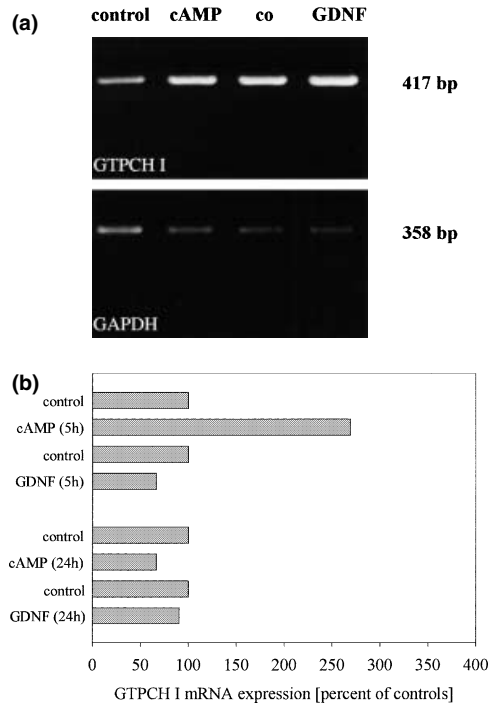 (a)
control cAMP co GDNF
417 bp
GTPCH I
358 bp
GAPDH
(b)
control
cAMP (5h)
control
GDNF (5h)
control
cAMP (24h)
control
GDNF (24h)
0 50 100 150 200 250 300 350 400
GTPCH I mRNA expression [percent of controls]